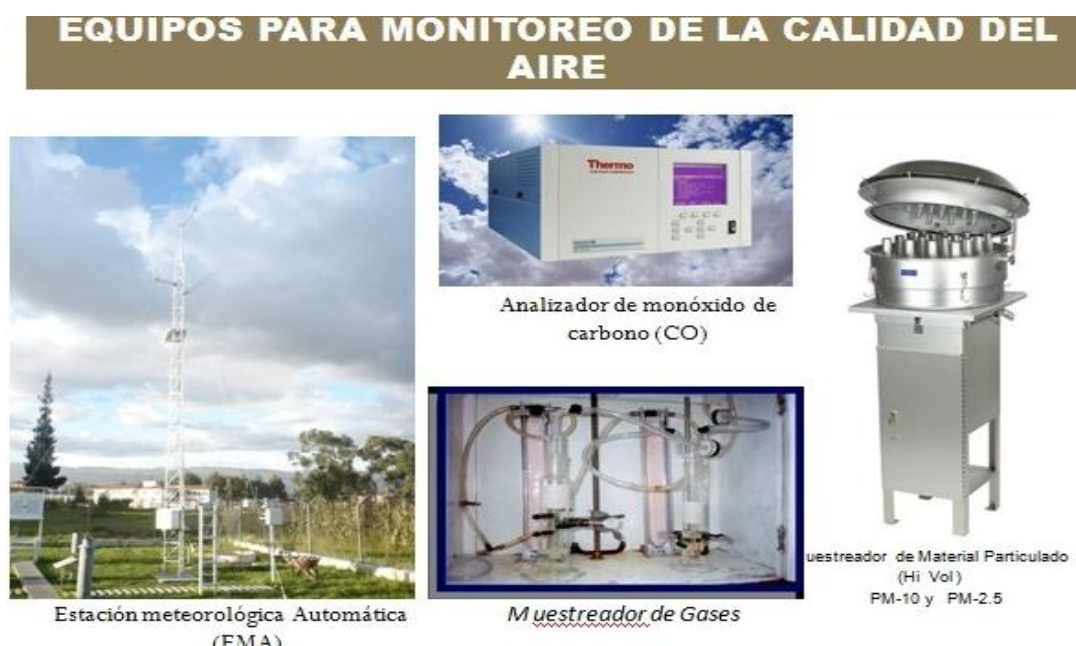 EQUIPOS PARA MONITOREO DE LA CALIDAD DEL
AIRE
Thermo
Analizador de monóxido de
carbono (CO)
uestreador de Material Particulado
(Hi Vol)
PM-10 y PM-2.5
Estación meteorológica Automática
(EMA)
Muestreador de Gases